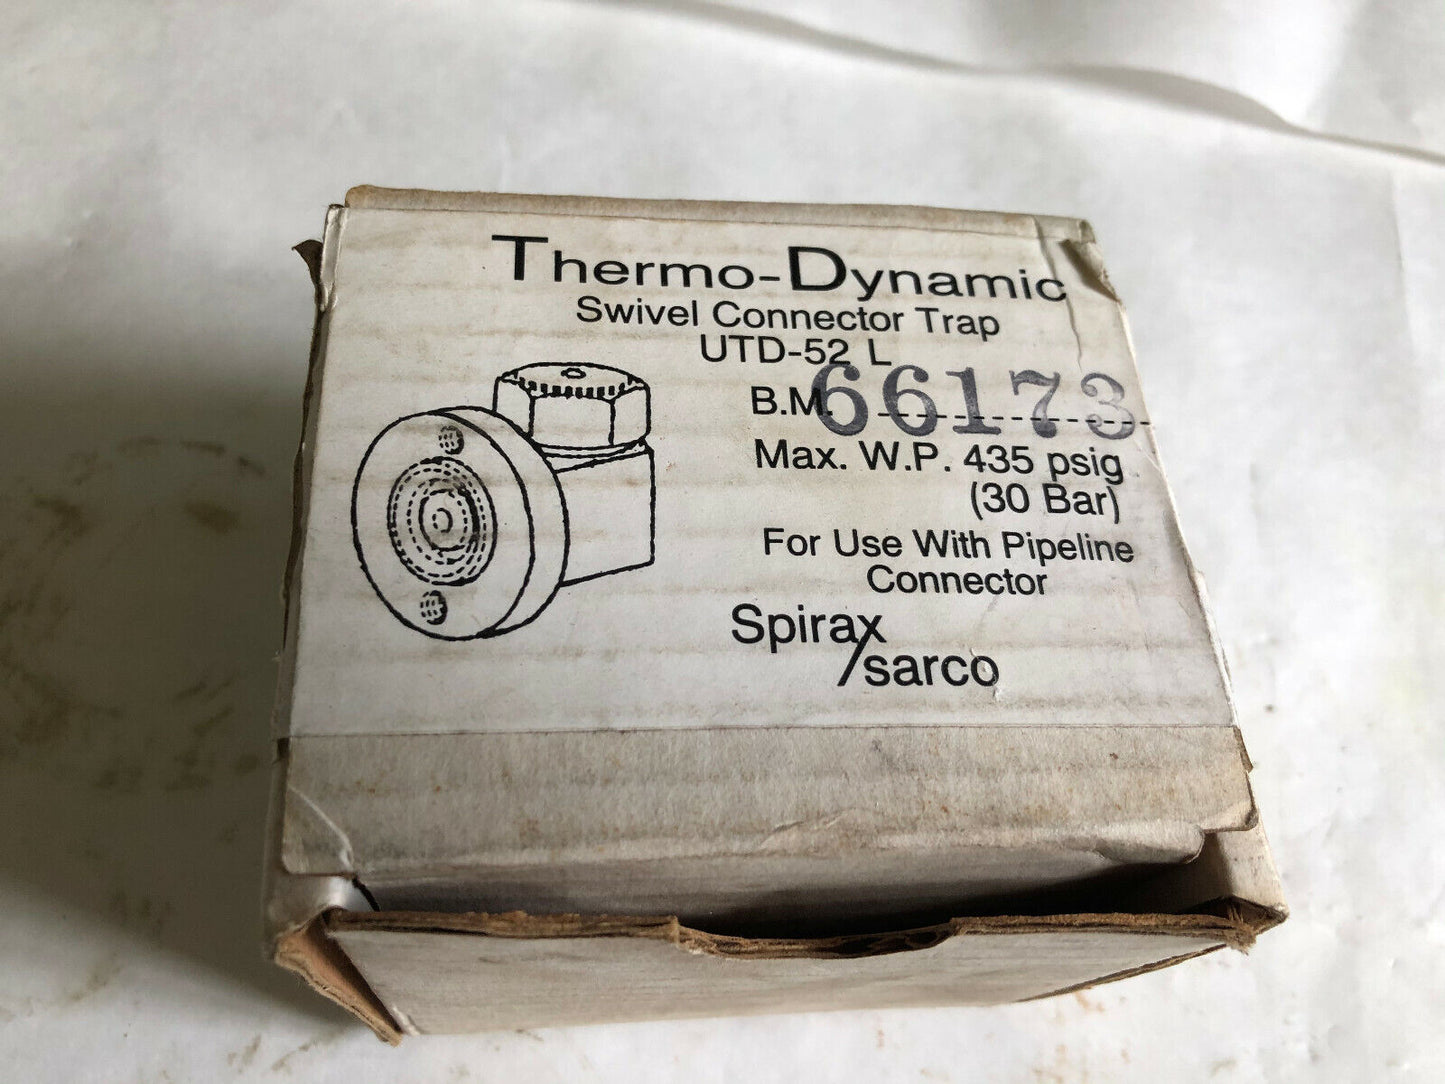 Thermo-Dynamic
Swivel Connector Trap
UTD-52 L
B.M. 66173
Max. W.P. 435 psig
(30 Bar)
For Use With Pipeline
Connector
Spirax
/sarco